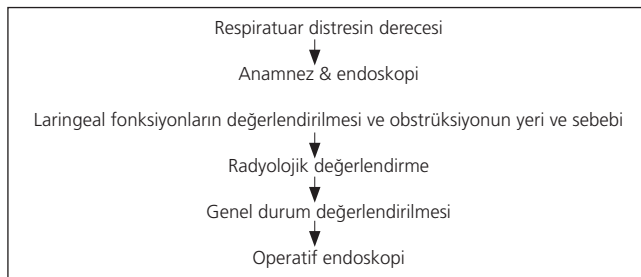 Respiratuar distresin derecesi
Anamnez & endoskopi
Laringeal fonksiyonların değerlendirilmesi ve obstrüksiyonun yeri ve sebebi
Radyolojik değerlendirme
Genel durum değerlendirilmesi
Operatif endoskopi